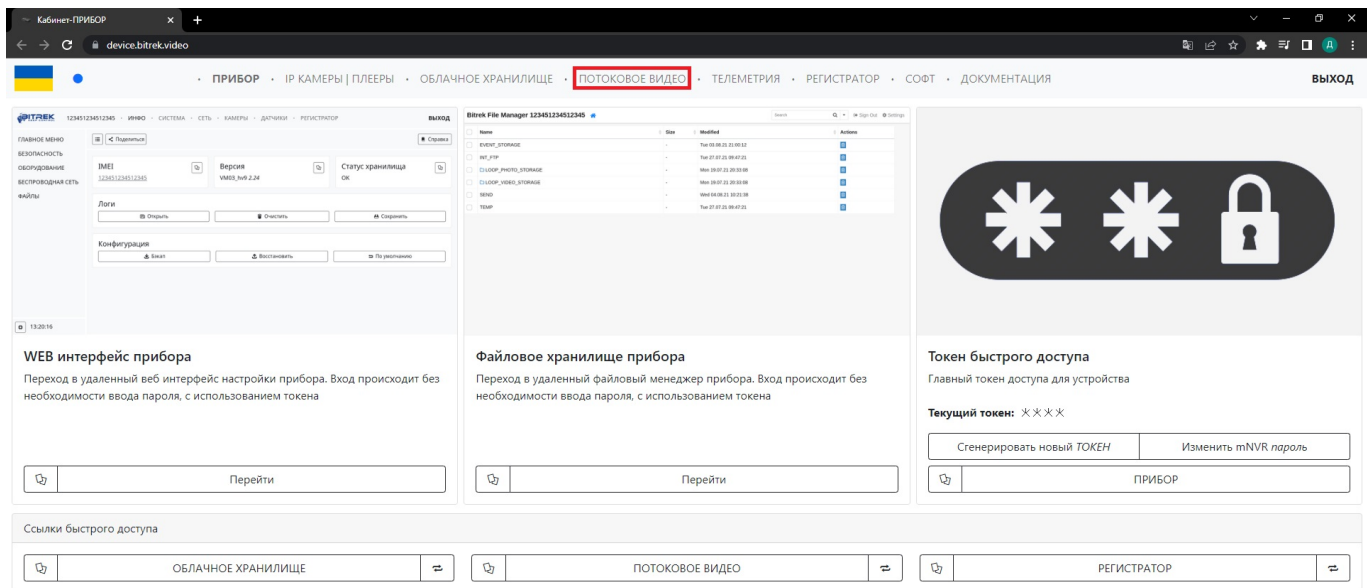 Кабинет-ПРИБОР
device.bitrek.video
• ПРИБОР • IP КАМЕРЫ | ПЛЕЕРЫ • ОБЛАЧНОЕ ХРАНИЛИЩЕ • ПОТОКОВОЕ ВИДЕО • ТЕЛЕМЕТРИЯ • РЕГИСТРАТОР • СОФТ • ДОКУМЕНТАЦИЯ ВЫХОД
BITREK 123451234512345 • ИНФО • СИСТЕМА • СЕТЬ • КАМЕРЫ • ДАТЧИКИ • РЕГИСТРАТОР ВЫХОД
ГЛАВНОЕ МЕНЮ
БЕЗОПАСНОСТЬ
ОБОРУДОВАНИЕ
БЕСПРОВОДНАЯ СЕТЬ
ФАЙЛЫ
Поделиться Справка
IMEI
123451234512345
Версия
VM03_hv9 2.24
Статус хранилища
OK
Логи
Открыть Очистить Сохранить
Конфигурация
Бэкап Восстановить По умолчанию
13:20:16
Bitrek File Manager 123451234512345 Search Sign Out Settings
Name Size Modified Actions
EVENT_STORAGE - Tue 03.08.21 21:00:12
INT_FTP - Tue 27.07.21 09:47:21
LOOP_PHOTO_STORAGE - Mon 19.07.21 20:33:08
LOOP_VIDEO_STORAGE - Mon 19.07.21 20:33:08
SEND - Wed 04.08.21 10:21:38
TEMP - Tue 27.07.21 09:47:21
WEB интерфейс прибора
Переход в удаленный веб интерфейс настройки прибора. Вход происходит без
необходимости ввода пароля, с использованием токена
Перейти
Файловое хранилище прибора
Переход в удаленный файловый менеджер прибора. Вход происходит без
необходимости ввода пароля, с использованием токена
Перейти
Токен быстрого доступа
Главный токен доступа для устройства
Текущий токен: ****
Сгенерировать новый ТОКЕН Изменить mNVR пароль
ПРИБОР
Ссылки быстрого доступа
ОБЛАЧНОЕ ХРАНИЛИЩЕ ПОТОКОВОЕ ВИДЕО РЕГИСТРАТОР